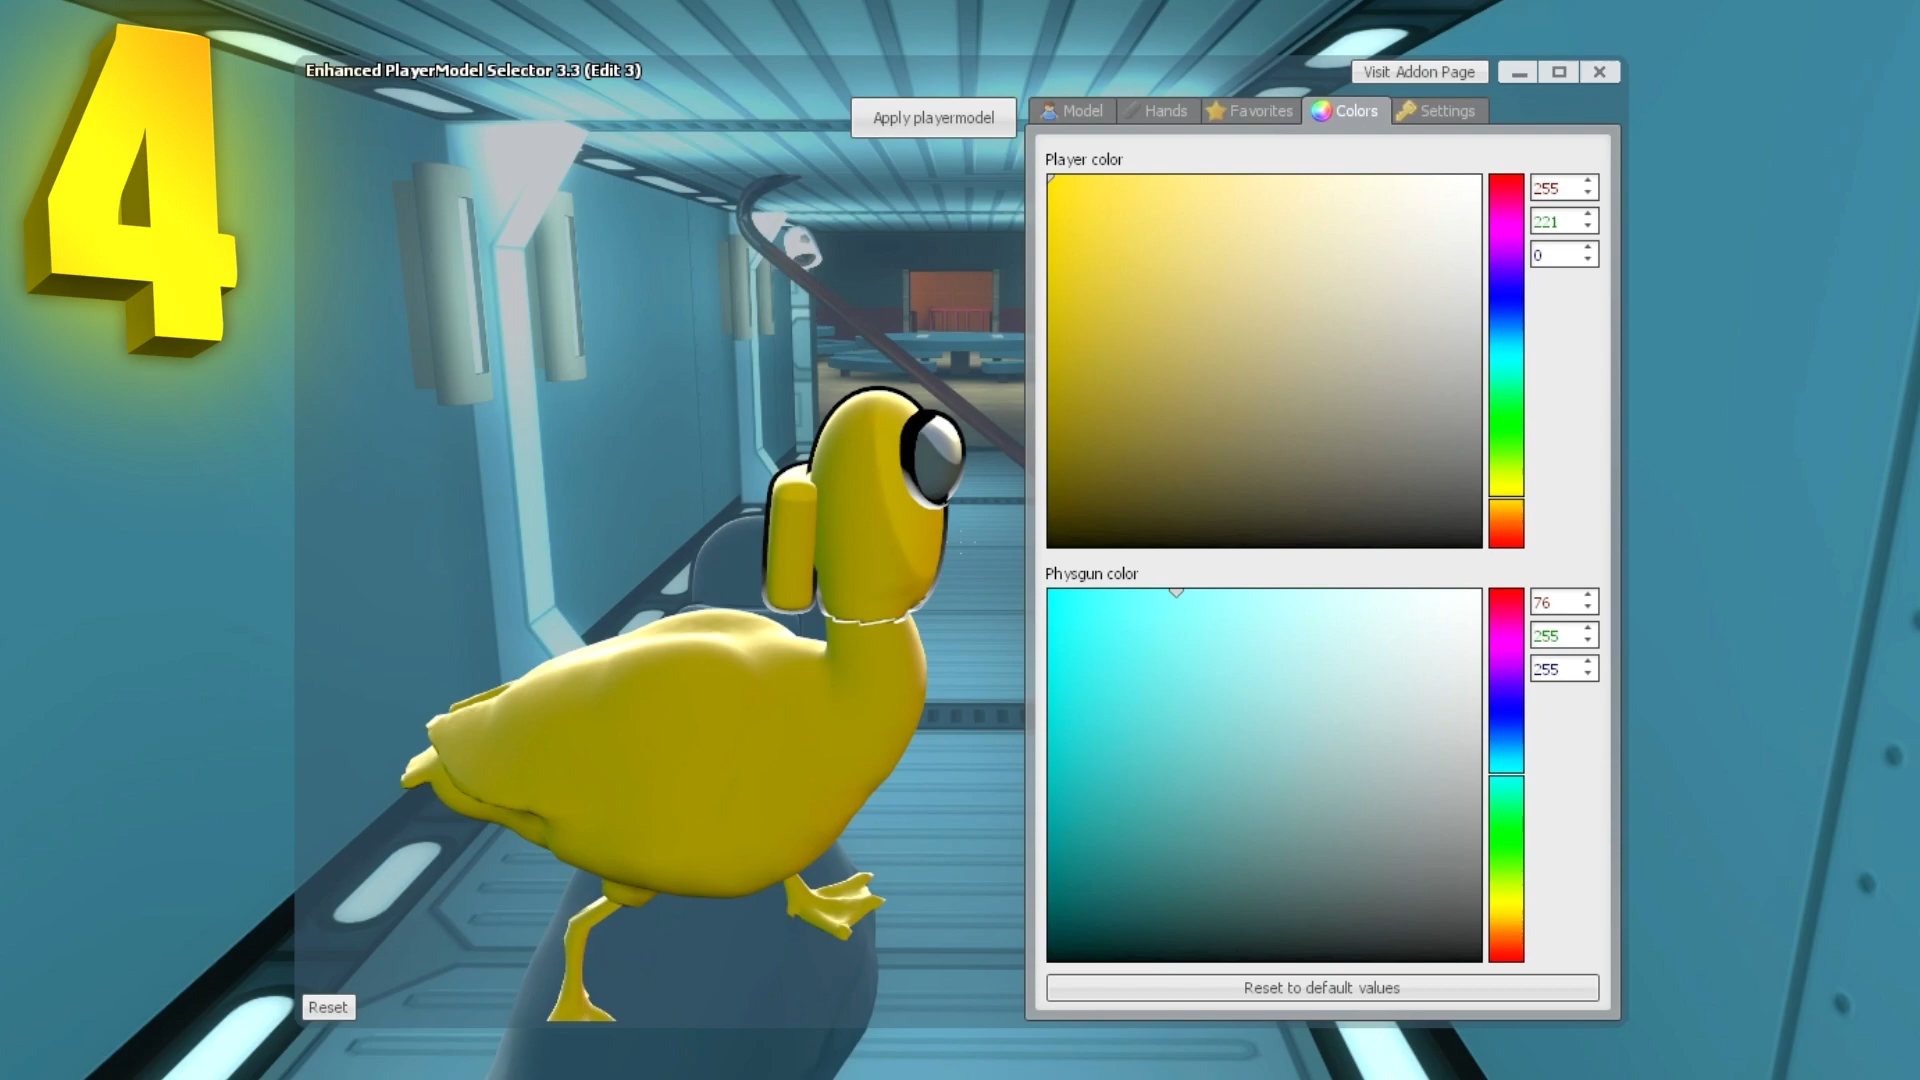 4
Enhanced PlayerModel Selector 3.3 (Edit 3)
Visit Addon Page
Apply playermodel
Model Hands Favorites Colors Settings
Player color
255
221
0
Physgun color
76
255
255
Reset to default values
Reset